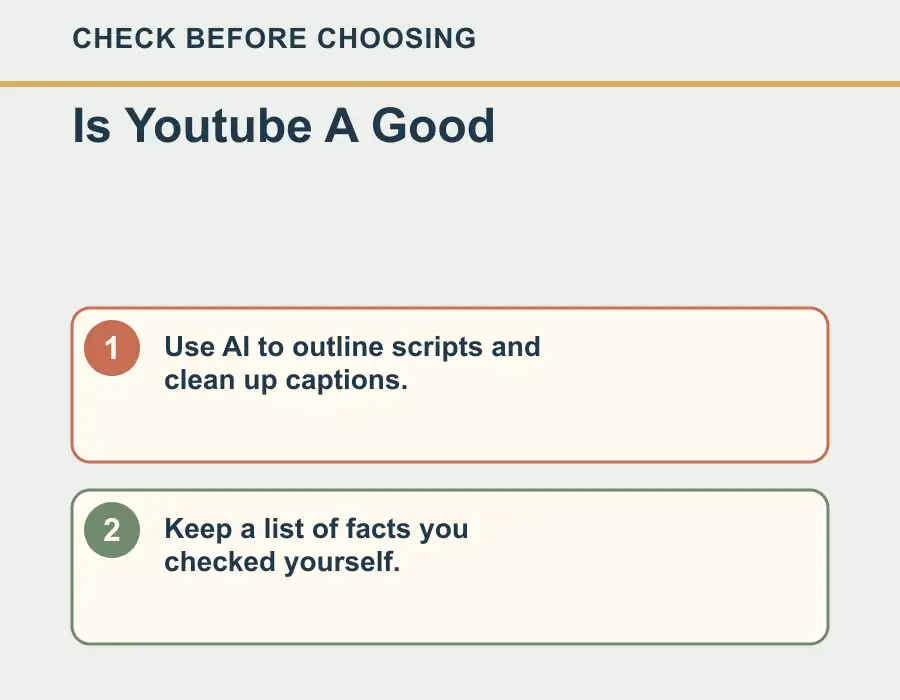 CHECK BEFORE CHOOSING
Is Youtube A Good
1
Use AI to outline scripts and
clean up captions.
2
Keep a list of facts you
checked yourself.